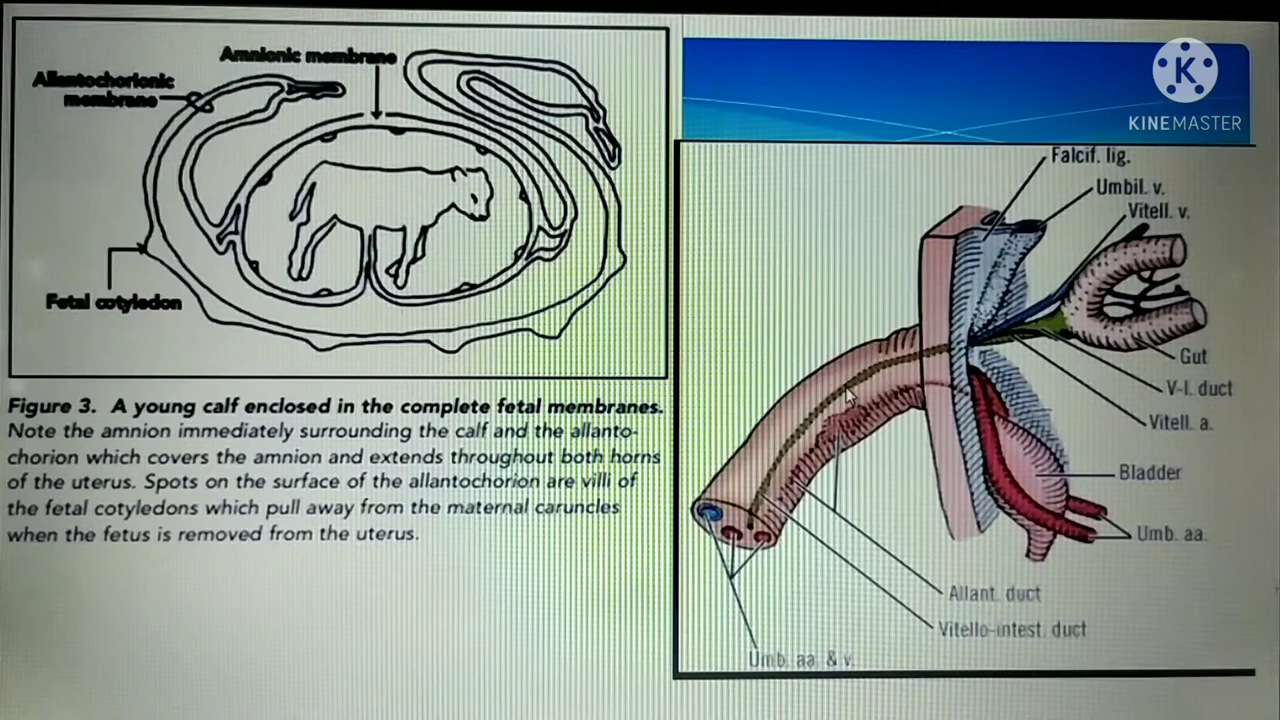 Amnionic membrane
Allantochorionic
membrane
Fetal cotyledon
Figure 3. A young calf enclosed in the complete fetal membranes.
Note the amnion immediately surrounding the calf and the allanto-
chorion which covers the amnion and extends throughout both horns
of the uterus. Spots on the surface of the allantochorion are villi of
the fetal cotyledons which pull away from the maternal caruncles
when the fetus is removed from the uterus.
K
KINEMASTER
Falcif. lig.
Umbil. v.
Vitell. v.
Gut
V-I. duct
Vitell. a.
Bladder
Umb. aa.
Allant. duct
Vitello-intest. duct
Umb. aa. & v.